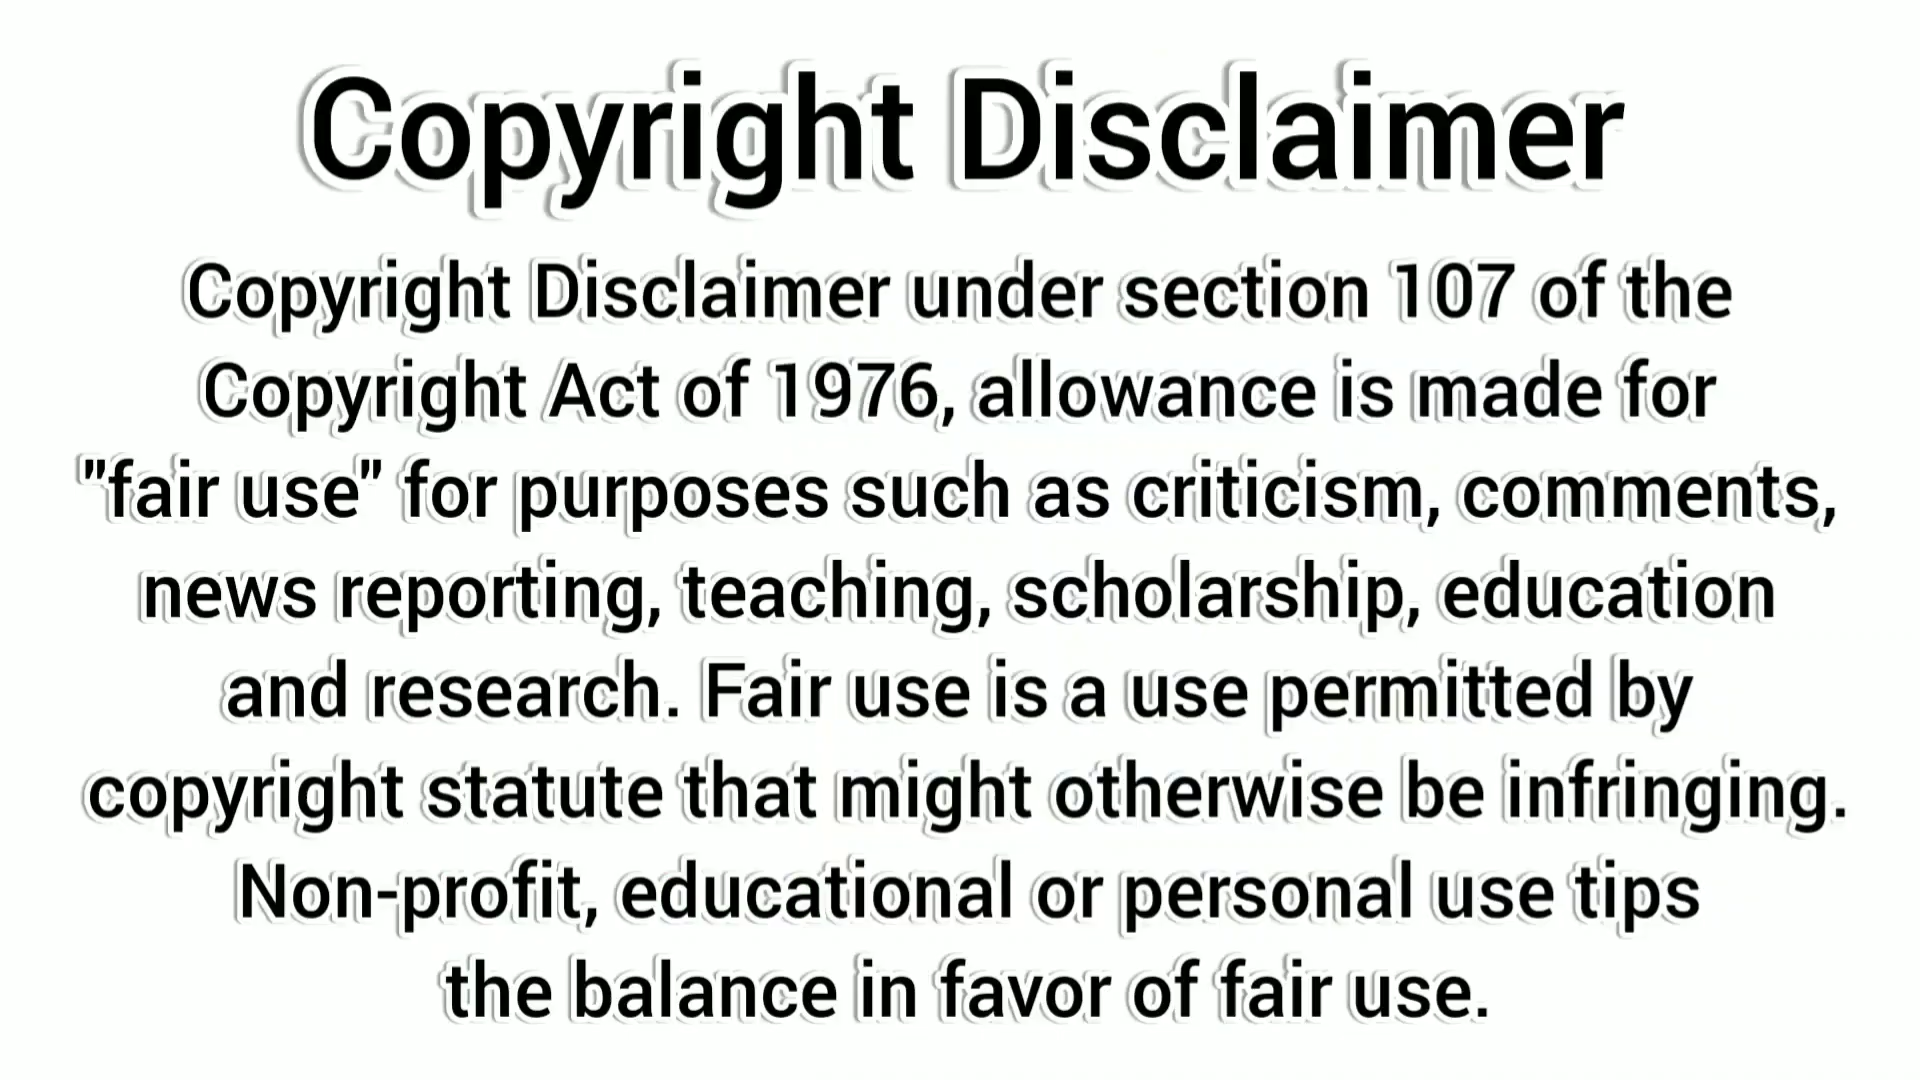 Copyright Disclaimer
Copyright Disclaimer under section 107 of the
Copyright Act of 1976, allowance is made for
"fair use" for purposes such as criticism, comments,
news reporting, teaching, scholarship, education
and research. Fair use is a use permitted by
copyright statute that might otherwise be infringing.
Non-profit, educational or personal use tips
the balance in favor of fair use.